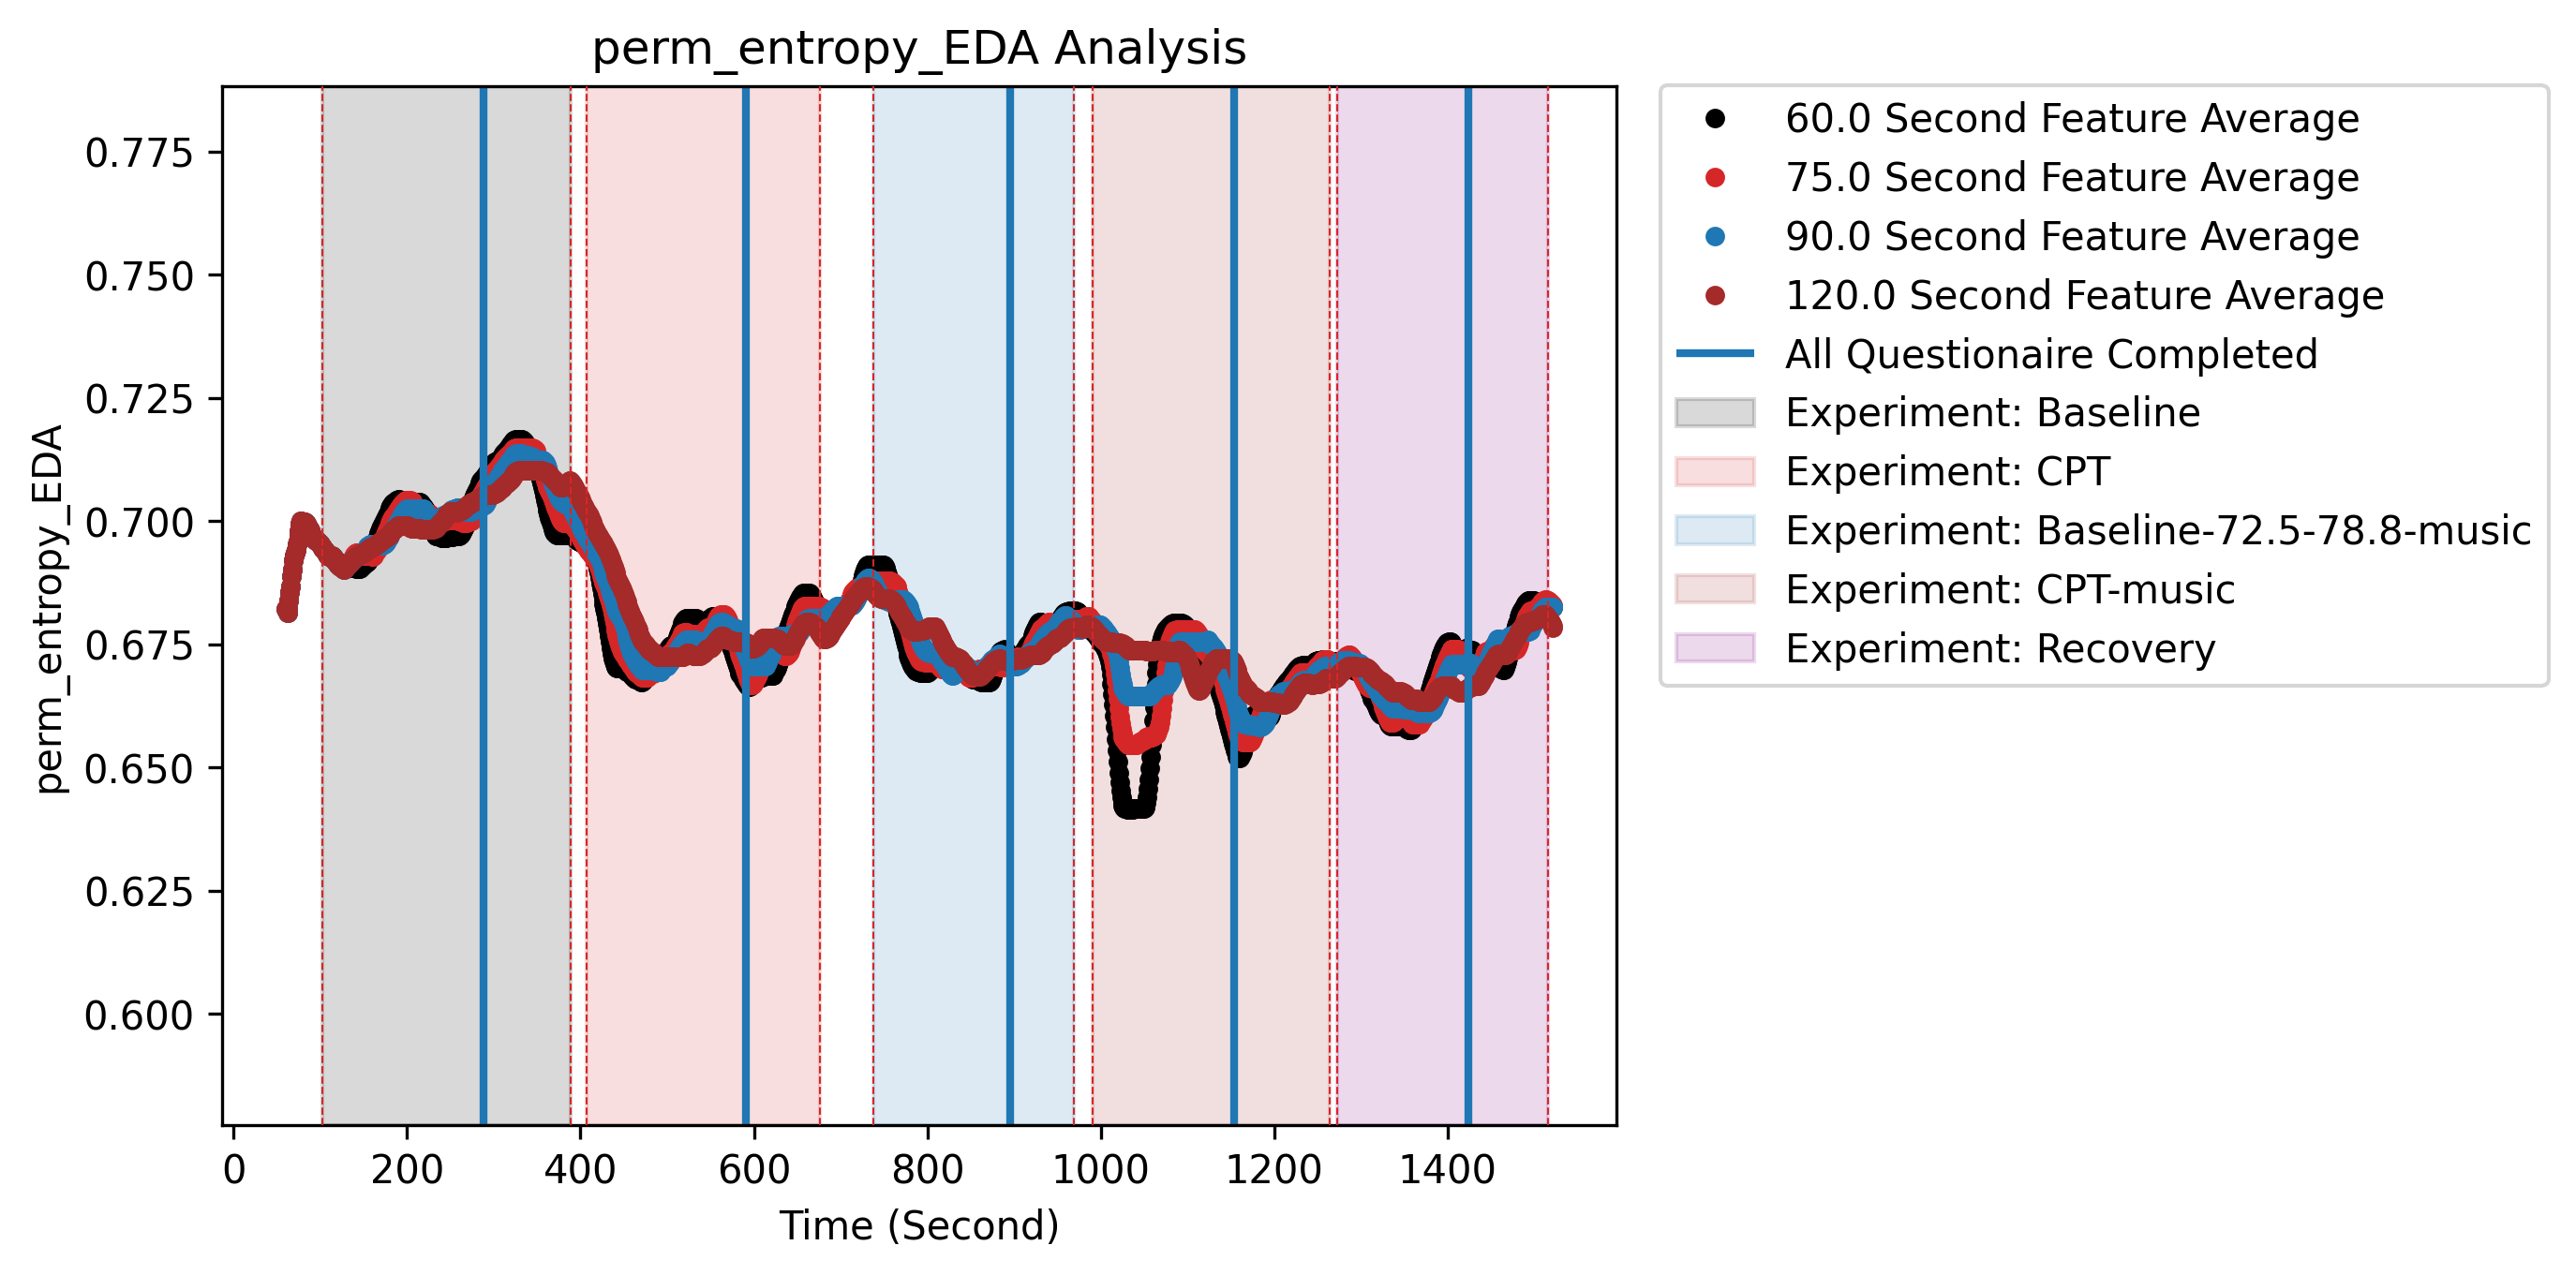 perm_entropy_EDA Analysis
perm_entropy_EDA
0.775
0.750
0.725
0.700
0.675
0.650
0.625
0.600
0 200 400 600 800 1000 1200 1400
Time (Second)
60.0 Second Feature Average
75.0 Second Feature Average
90.0 Second Feature Average
120.0 Second Feature Average
All Questionaire Completed
Experiment: Baseline
Experiment: CPT
Experiment: Baseline-72.5-78.8-music
Experiment: CPT-music
Experiment: Recovery